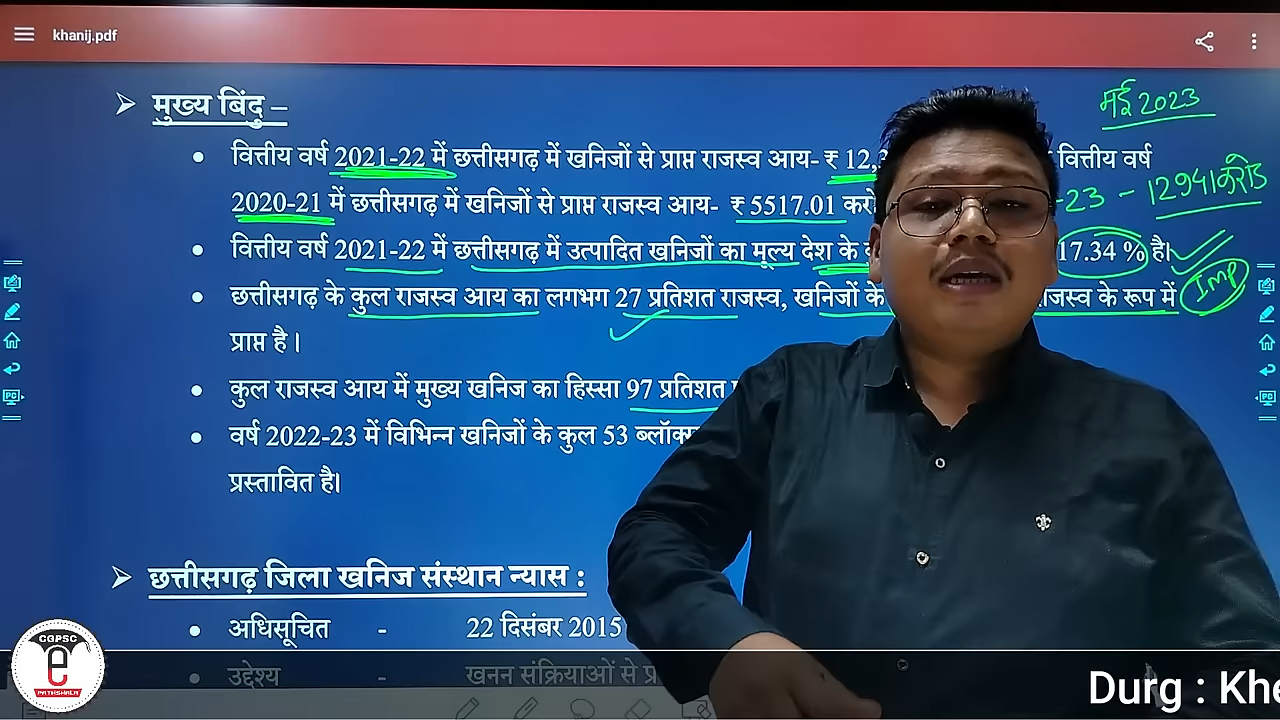 khanij.pdf
मुख्य बिंदु –
मई 2023
वित्तीय वर्ष 2021-22 में छत्तीसगढ़ में खनिजों से प्राप्त राजस्व आय- ₹ 12, वित्तीय वर्ष
2020-21 में छत्तीसगढ़ में खनिजों से प्राप्त राजस्व आय- ₹ 5517.01 -23 - 12941 करोड़
वित्तीय वर्ष 2021-22 में छत्तीसगढ़ में उत्पादित खनिजों का मूल्य देश के 17.34 % है।
छत्तीसगढ़ के कुल राजस्व आय का लगभग 27 प्रतिशत राजस्व, खनिजों के राजस्व के रूप में Imp
प्राप्त है ।
कुल राजस्व आय में मुख्य खनिज का हिस्सा 97 प्रतिशत
वर्ष 2022-23 में विभिन्न खनिजों के कुल 53
प्रस्तावित है।
छत्तीसगढ़ जिला खनिज संस्थान न्यास :
अधिसूचित - 22 दिसंबर 2015
उद्देश्य - खनन संक्रियाओं से
CGPSC
e
PATHSHALA
Durg :
PC
PC